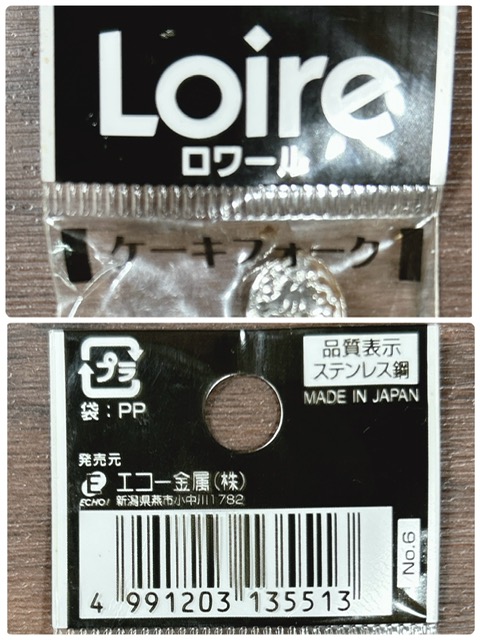 Loire
ロワール
ケーキフォーク
プラ
袋:PP
品質表示
ステンレス鋼
MADE IN JAPAN
発売元
E エコー金属(株)
ECHO! 新潟県燕市小中川1782
No.6
4 991203 135513